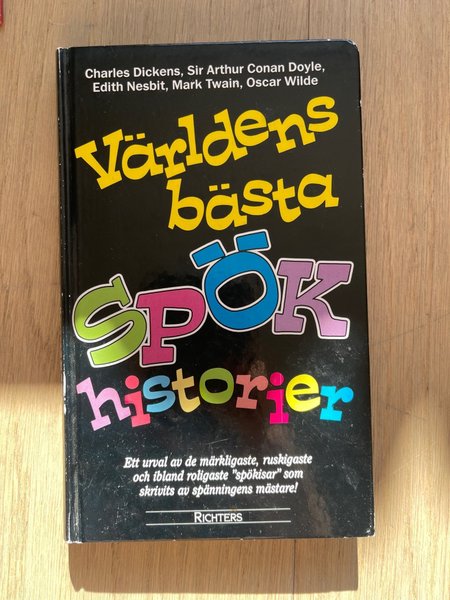 Charles Dickens, Sir Arthur Conan Doyle,
Edith Nesbit, Mark Twain, Oscar Wilde
Världens
bästa
SPÖK
historier
Ett urval av de märkligaste, ruskigaste
och ibland roligaste "spökisar" som
skrivits av spänningens mästare!
RICHTERS